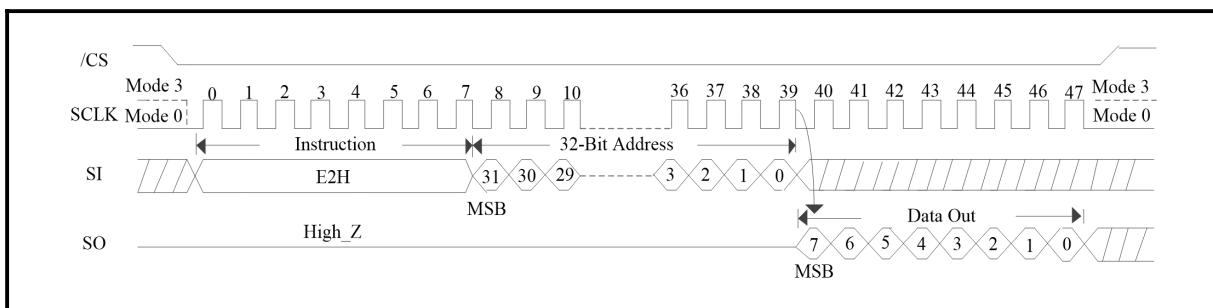 /CS
Mode 3
0 1 2 3 4 5 6 7 8 9 10 36 37 38 39 40 41 42 43 44 45 46 47
Mode 3
SCLK
Mode 0
Mode 0
Instruction
32-Bit Address
SI
E2H
31 30 29 3 2 1 0
MSB
Data Out
High_Z
SO
7 6 5 4 3 2 1 0
MSB